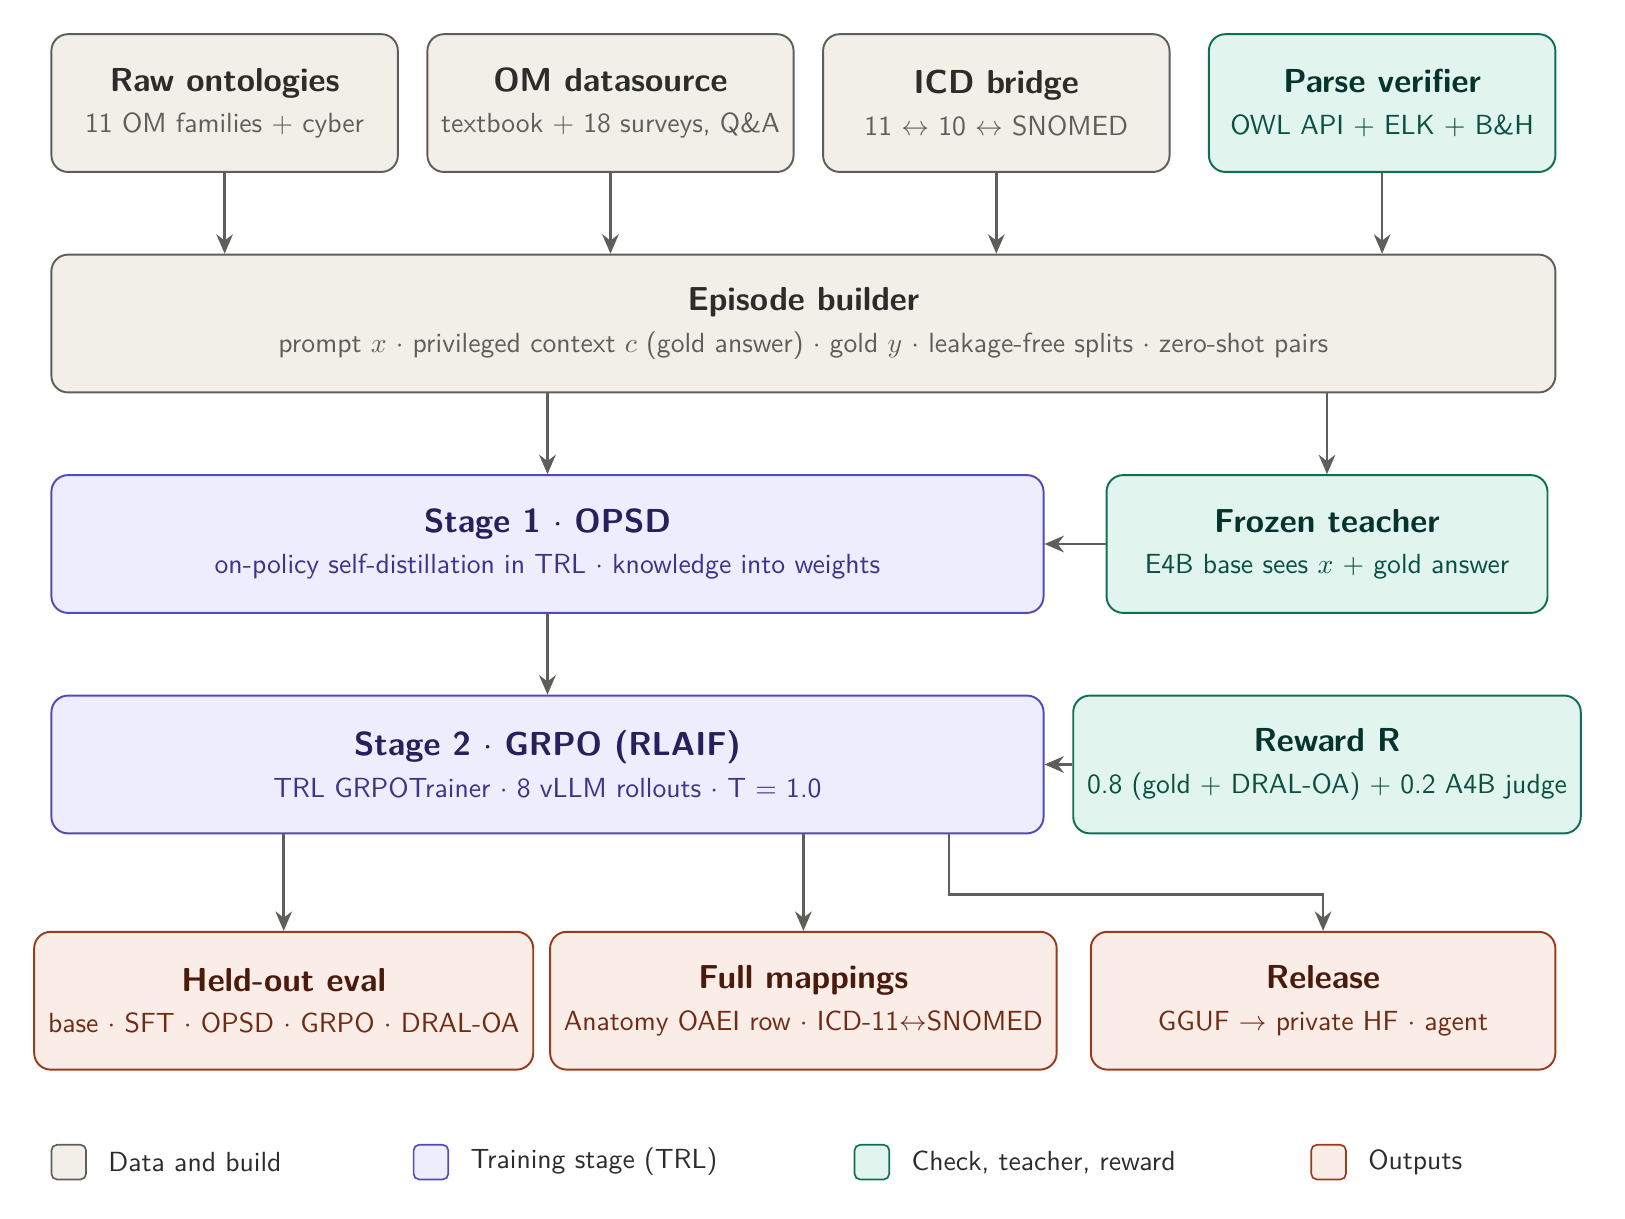 Raw ontologies
11 OM families + cyber
OM datasource
textbook + 18 surveys, Q&A
ICD bridge
11 ↔ 10 ↔ SNOMED
Parse verifier
OWL API + ELK + B&H
Episode builder
prompt x · privileged context c (gold answer) · gold y · leakage-free splits · zero-shot pairs
Stage 1 · OPSD
on-policy self-distillation in TRL · knowledge into weights
Frozen teacher
E4B base sees x + gold answer
Stage 2 · GRPO (RLAIF)
TRL GRPOTrainer · 8 vLLM rollouts · T = 1.0
Reward R
0.8 (gold + DRAL-OA) + 0.2 A4B judge
Held-out eval
base · SFT · OPSD · GRPO · DRAL-OA
Full mappings
Anatomy OAEI row · ICD-11↔SNOMED
Release
GGUF → private HF · agent
Data and build
Training stage (TRL)
Check, teacher, reward
Outputs